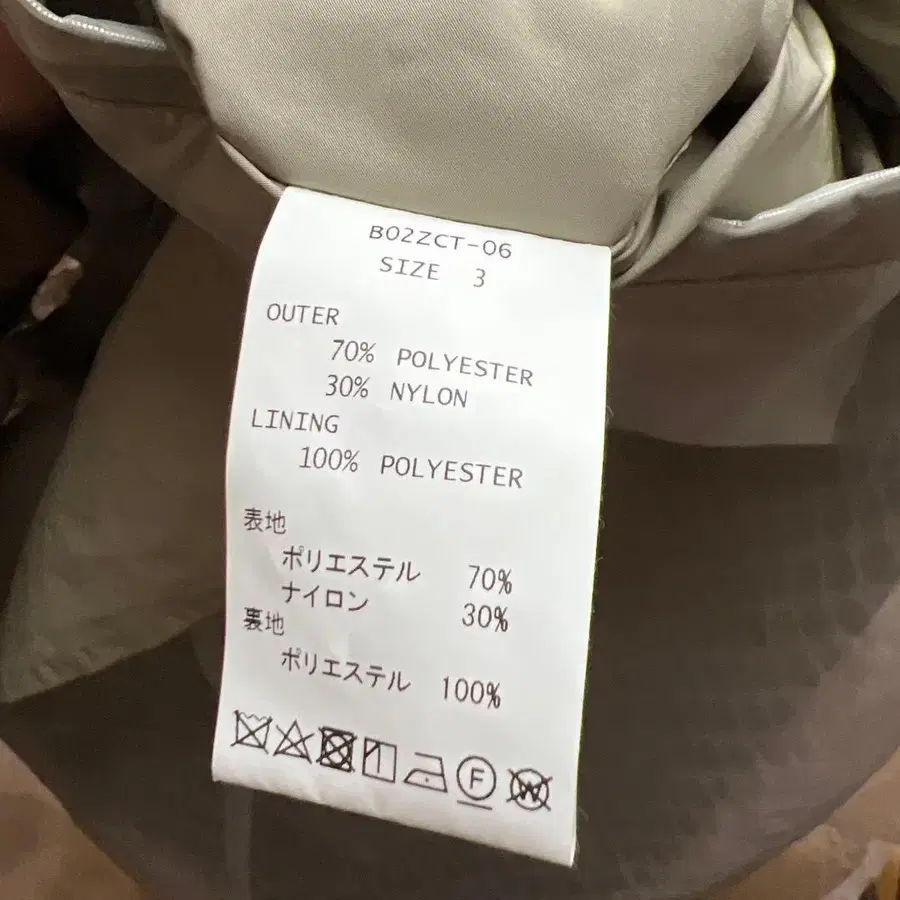 B02ZCT-06
SIZE 3
OUTER
70% POLYESTER
30% NYLON
LINING
100% POLYESTER
表地
ポリエステル 70%
ナイロン 30%
裏地
ポリエステル 100%
F W